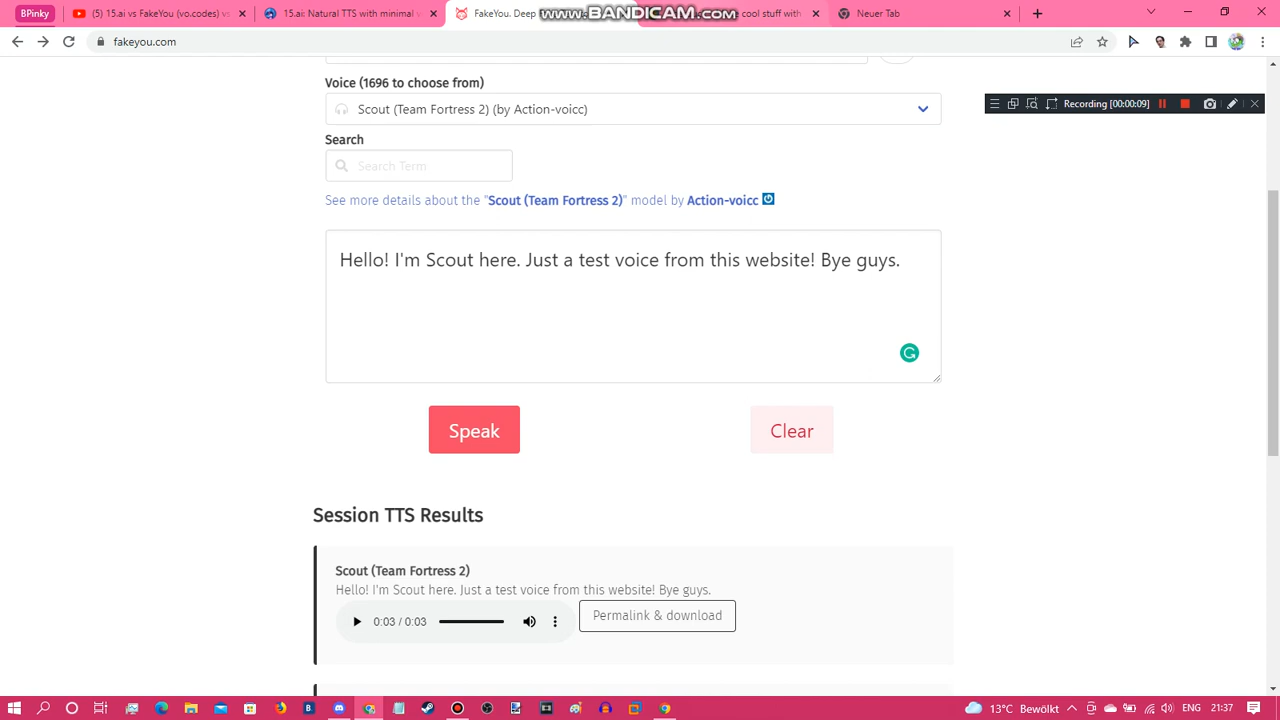 BPinky
(5) 15.ai vs FakeYou (vo.codes) vs
15.ai: Natural TTS with minimal
FakeYou. Deep
www.BANDICAM.com
cool stuff with
Neuer Tab
fakeyou.com
Voice (1696 to choose from)
Scout (Team Fortress 2) (by Action-voicc)
Recording [00:00:09]
Search
Search Term
See more details about the "Scout (Team Fortress 2)" model by Action-voicc
Hello! I'm Scout here. Just a test voice from this website! Bye guys.
Speak
Clear
Session TTS Results
Scout (Team Fortress 2)
Hello! I'm Scout here. Just a test voice from this website! Bye guys.
0:03 / 0:03
Permalink & download
13°C Bewölkt
ENG
21:37